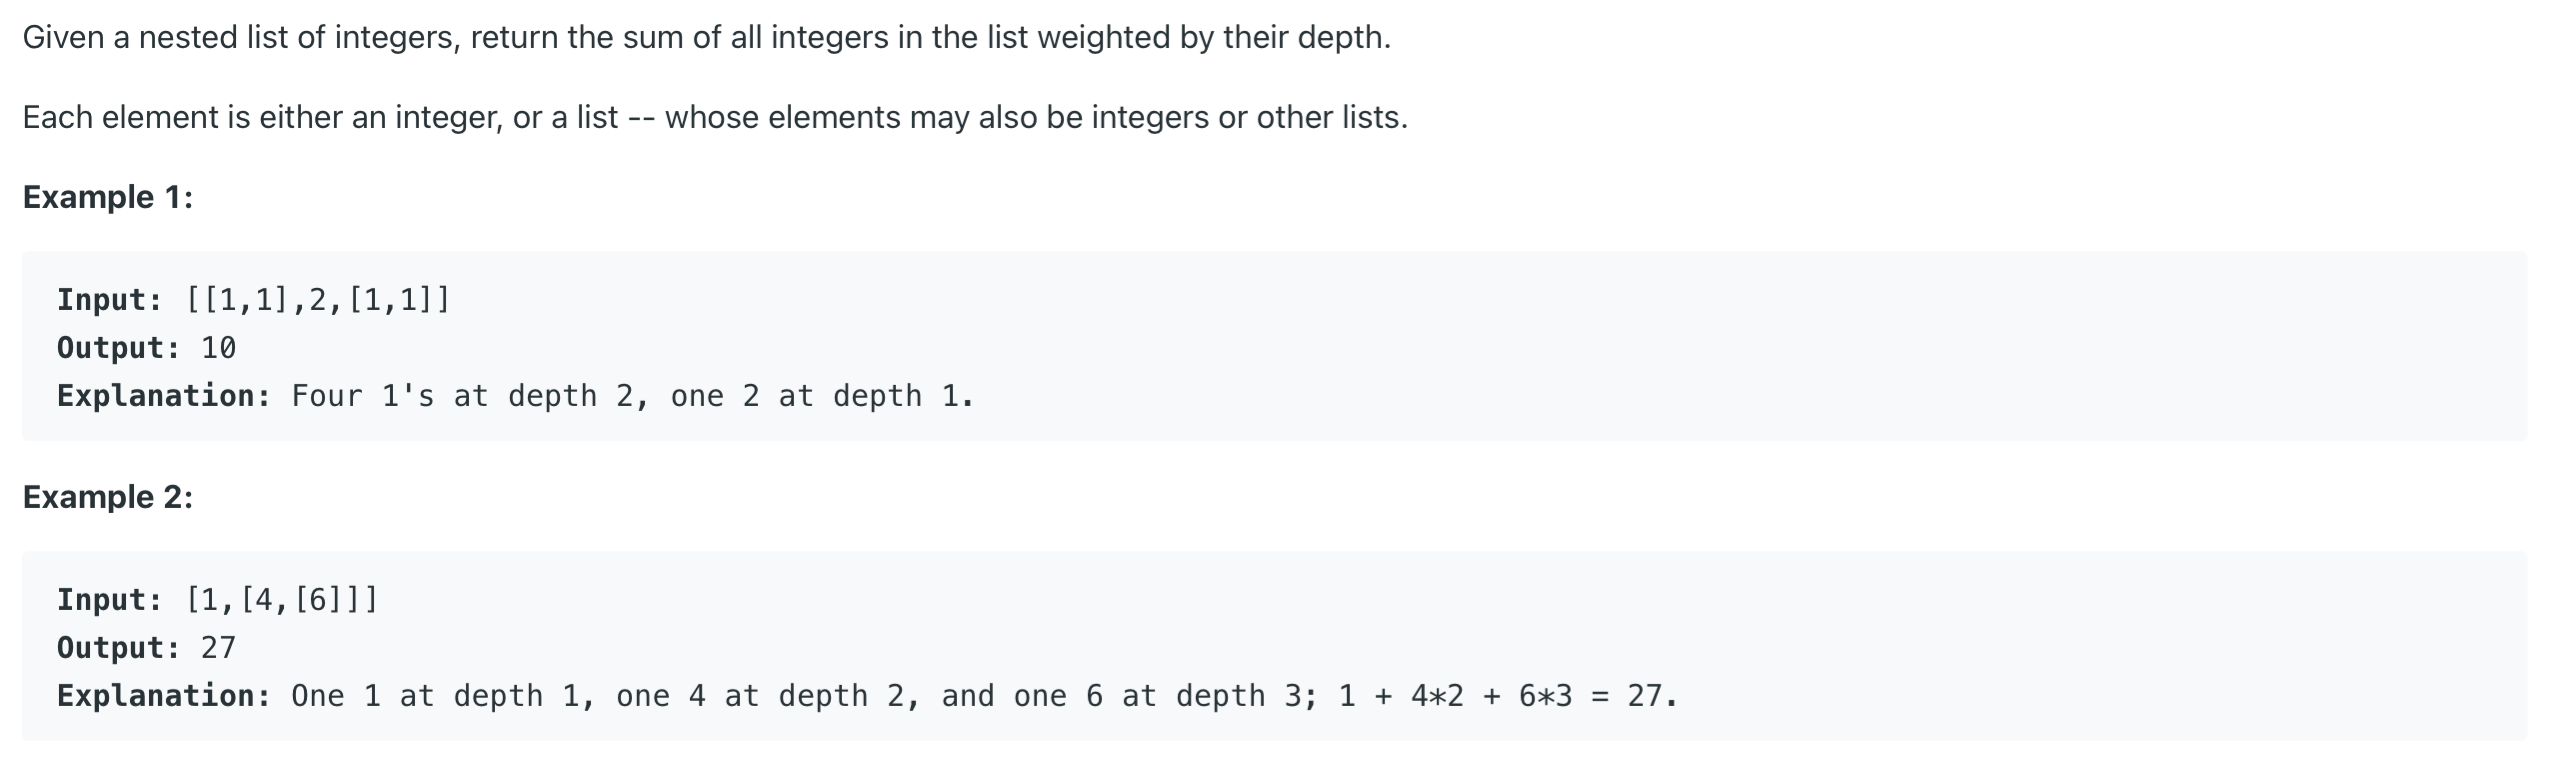 Given a nested list of integers, return the sum of all integers in the list weighted by their depth.
Each element is either an integer, or a list -- whose elements may also be integers or other lists.
Example 1:
Input: [[1,1],2,[1,1]]
Output: 10
Explanation: Four 1's at depth 2, one 2 at depth 1.
Example 2:
Input: [1,[4,[6]]]
Output: 27
Explanation: One 1 at depth 1, one 4 at depth 2, and one 6 at depth 3; 1 + 4*2 + 6*3 = 27.